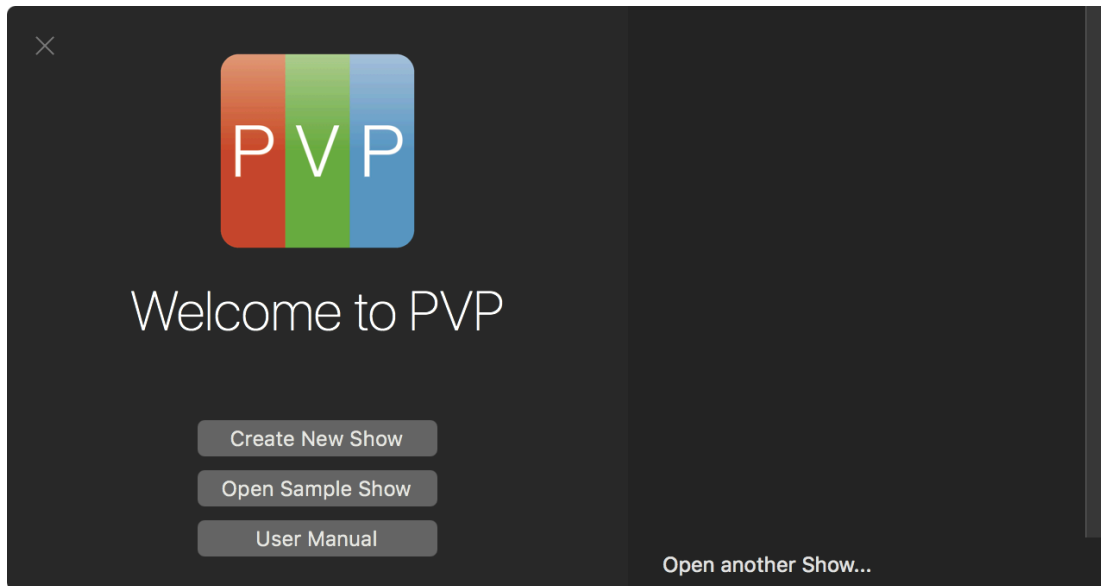 PVP
Welcome to PVP
Create New Show
Open Sample Show
User Manual
Open another Show...